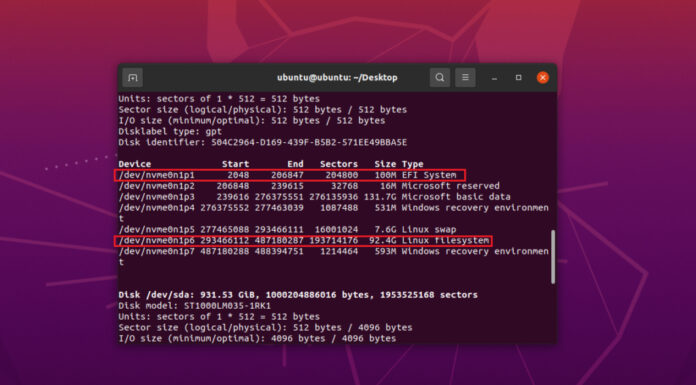 ubuntu@ubuntu: ~/Desktop
Units: sectors of 1 * 512 = 512 bytes
Sector size (logical/physical): 512 bytes / 512 bytes
I/O size (minimum/optimal): 512 bytes / 512 bytes
Disklabel type: gpt
Disk identifier: 504C2964-D169-439F-B5B2-571EE49BBA5E
Device Start End Sectors Size Type
/dev/nvme0n1p1 2048 206847 204800 100M EFI System
/dev/nvme0n1p2 206848 239615 32768 16M Microsoft reserved
/dev/nvme0n1p3 239616 276375551 276135936 131.7G Microsoft basic data
/dev/nvme0n1p4 276375552 277463039 1087488 531M Windows recovery environmen
t
/dev/nvme0n1p5 277465088 293466111 16001024 7.6G Linux swap
/dev/nvme0n1p6 293466112 487180287 193714176 92.4G Linux filesystem
/dev/nvme0n1p7 487180288 488394751 1214464 593M Windows recovery environmen
t
Disk /dev/sda: 931.53 GiB, 1000204886016 bytes, 1953525168 sectors
Disk model: ST1000LM035-1RK1
Units: sectors of 1 * 512 = 512 bytes
Sector size (logical/physical): 512 bytes / 4096 bytes
I/O size (minimum/optimal): 4096 bytes / 4096 bytes